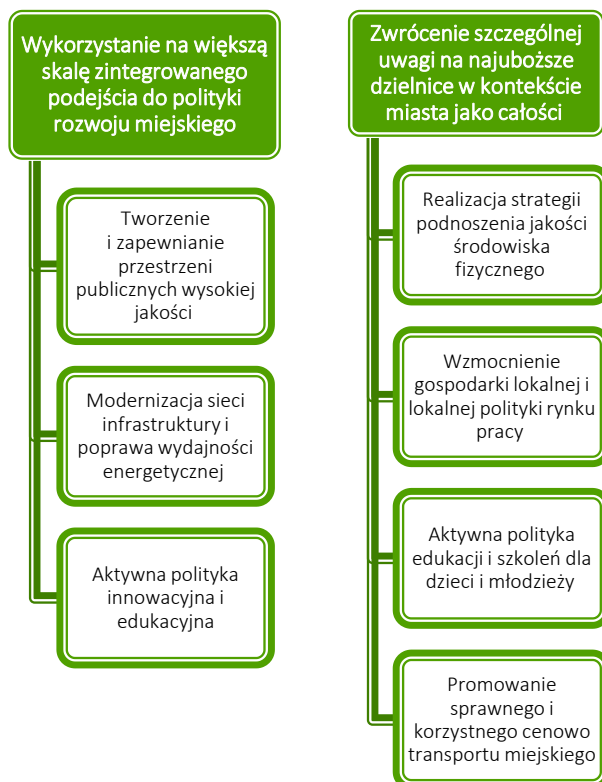 Wykorzystanie na większą
skalę zintegrowanego
podejścia do polityki
rozwoju miejskiego
Tworzenie
i zapewnianie
przestrzeni
publicznych wysokiej
jakości
Modernizacja sieci
infrastruktury i
poprawa wydajności
energetycznej
Aktywna polityka
innowacyjna i
edukacyjna
Zwrócenie szczególnej
uwagi na najuboższe
dzielnice w kontekście
miasta jako całości
Realizacja strategii
podnoszenia jakości
środowiska
fizycznego
Wzmocnienie
gospodarki lokalnej i
lokalnej polityki rynku
pracy
Aktywna polityka
edukacji i szkoleń dla
dzieci i młodzieży
Promowanie
sprawnego i
korzystnego cenowo
transportu miejskiego